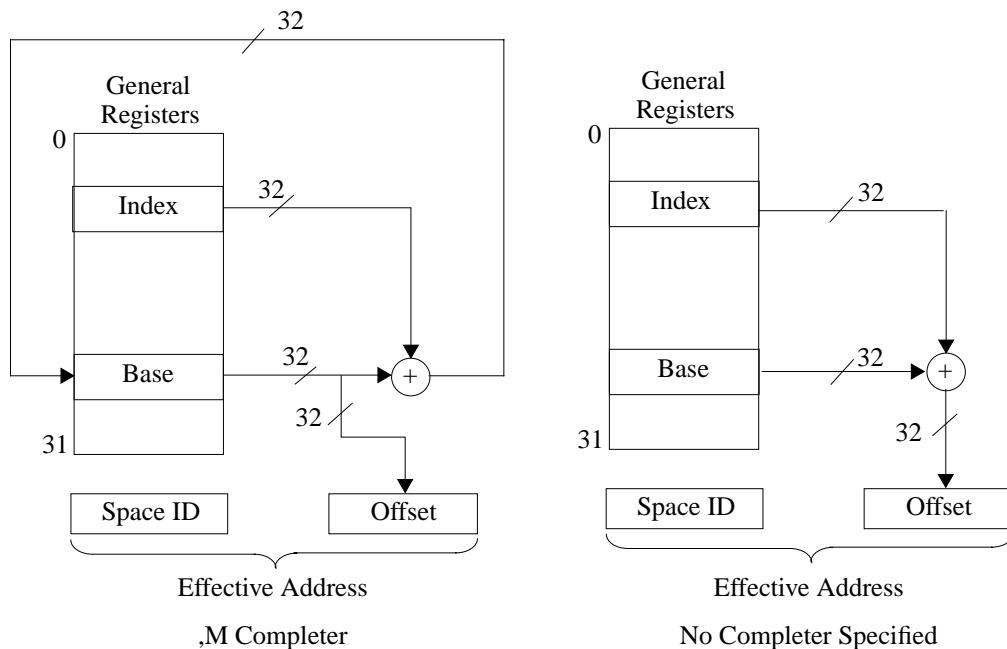 32
General
Registers
0
Index
32
Base
32
+
32
31
Space ID
Offset
Effective Address
,M Completer
General
Registers
0
Index
32
Base
32
+
32
31
Space ID
Offset
Effective Address
No Completer Specified